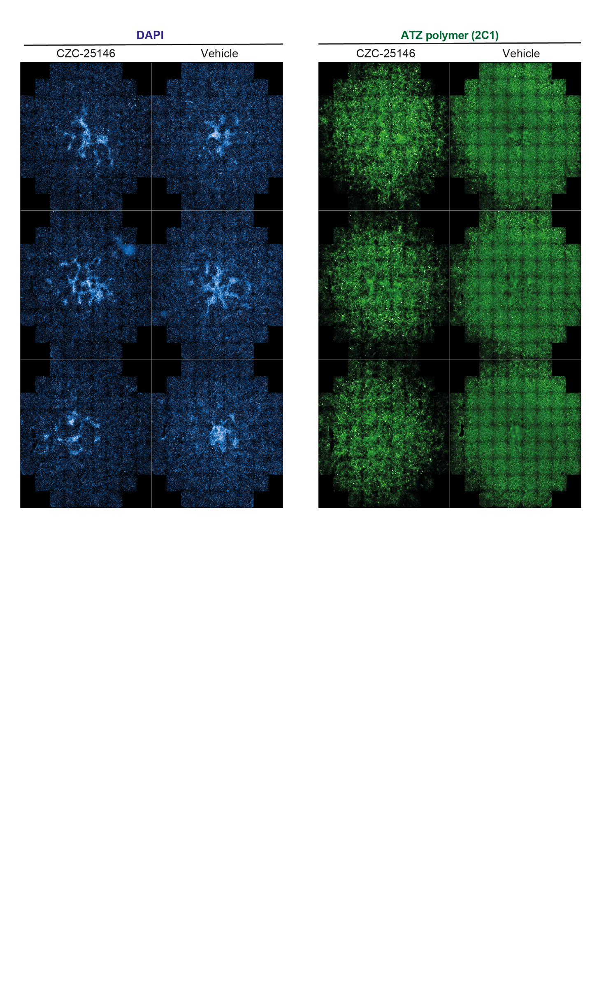 DAPI
ATZ polymer (2C1)
CZC-25146
Vehicle
CZC-25146
Vehicle